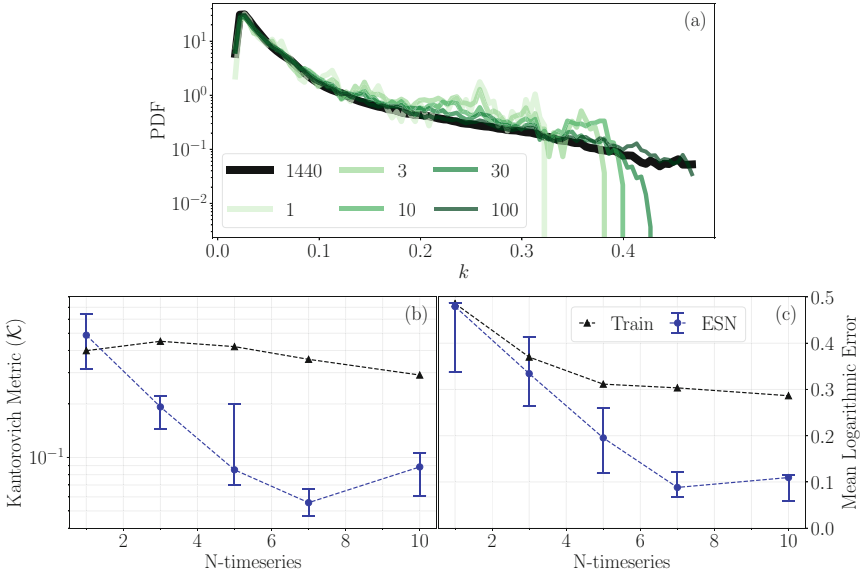 (a)
PDF
10^1
10^0
10^-1
10^-2
1440
3
30
1
10
100
0.0
0.1
0.2
0.3
0.4
k
(b)
(c)
Train
ESN
Kantorovich Metric (𝒦)
10^-1
2
4
6
8
10
N-timeseries
2
4
6
8
10
N-timeseries
0.5
0.4
0.3
0.2
0.1
0.0
Mean Logarithmic Error